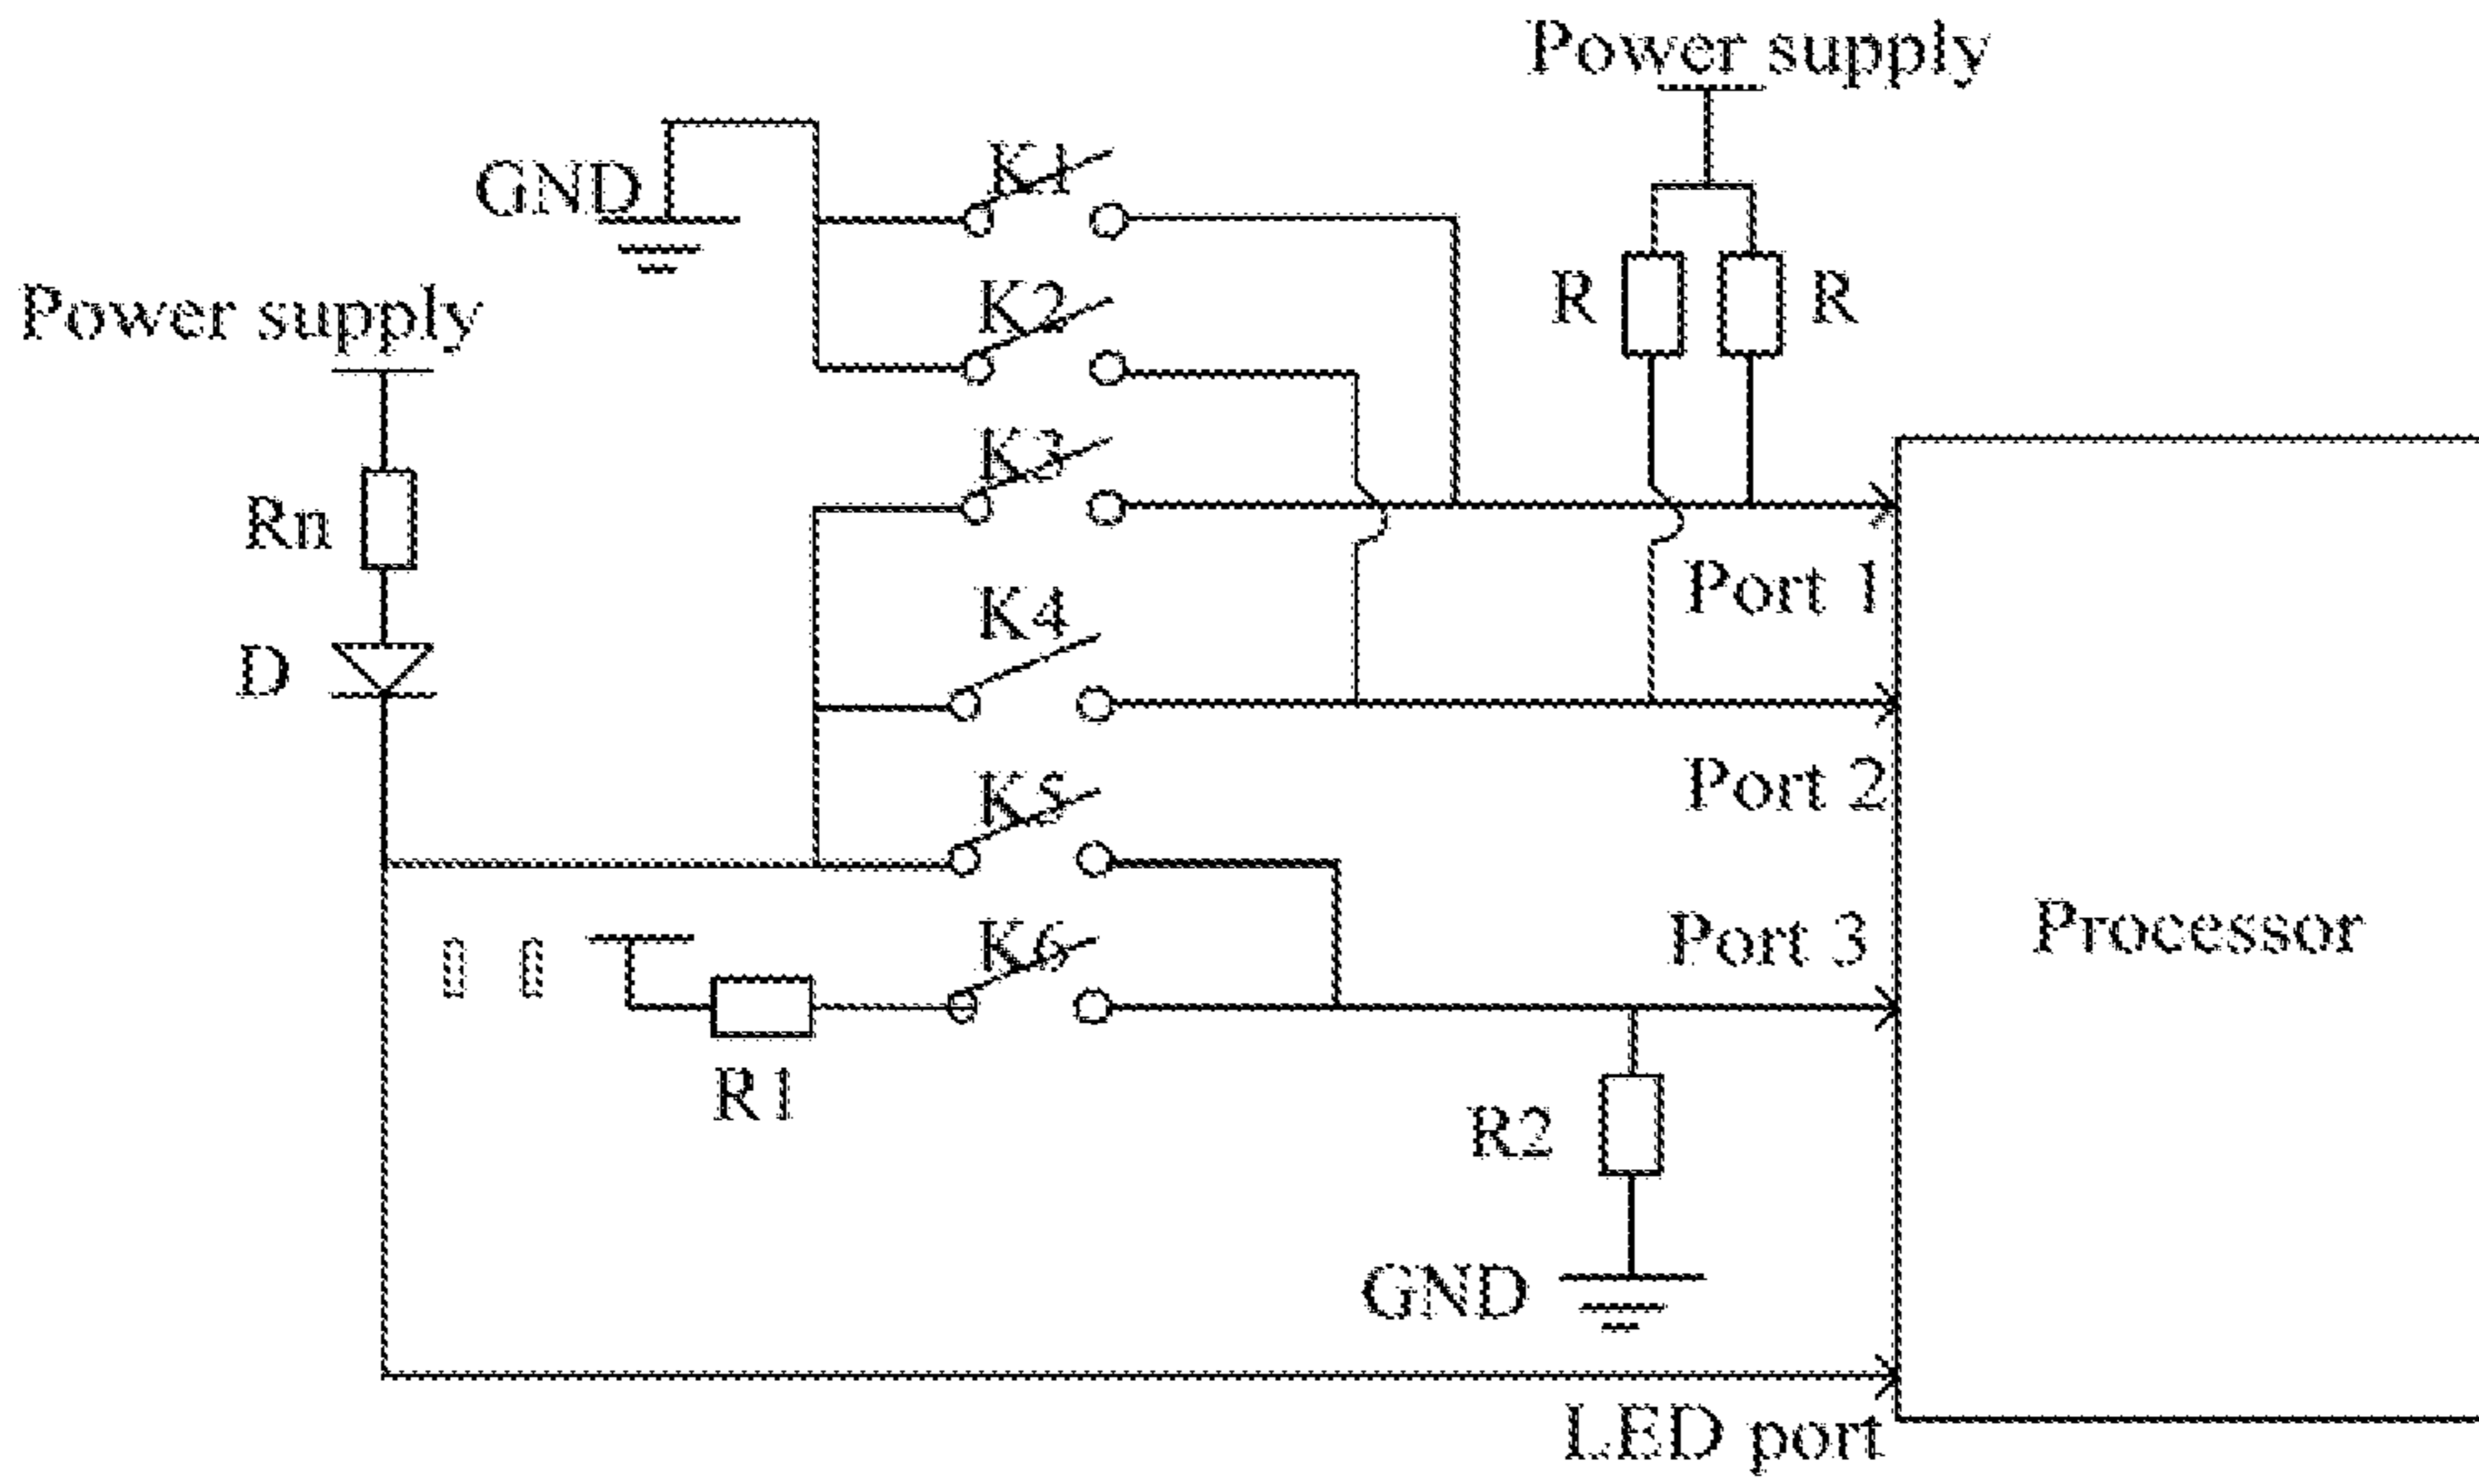 Power supply
GND
K1
K2
Power supply
R
R
K3
Rn
Port 1
K4
D
Port 2
K5
Port 3
K6
Processor
R1
R2
GND
LED port